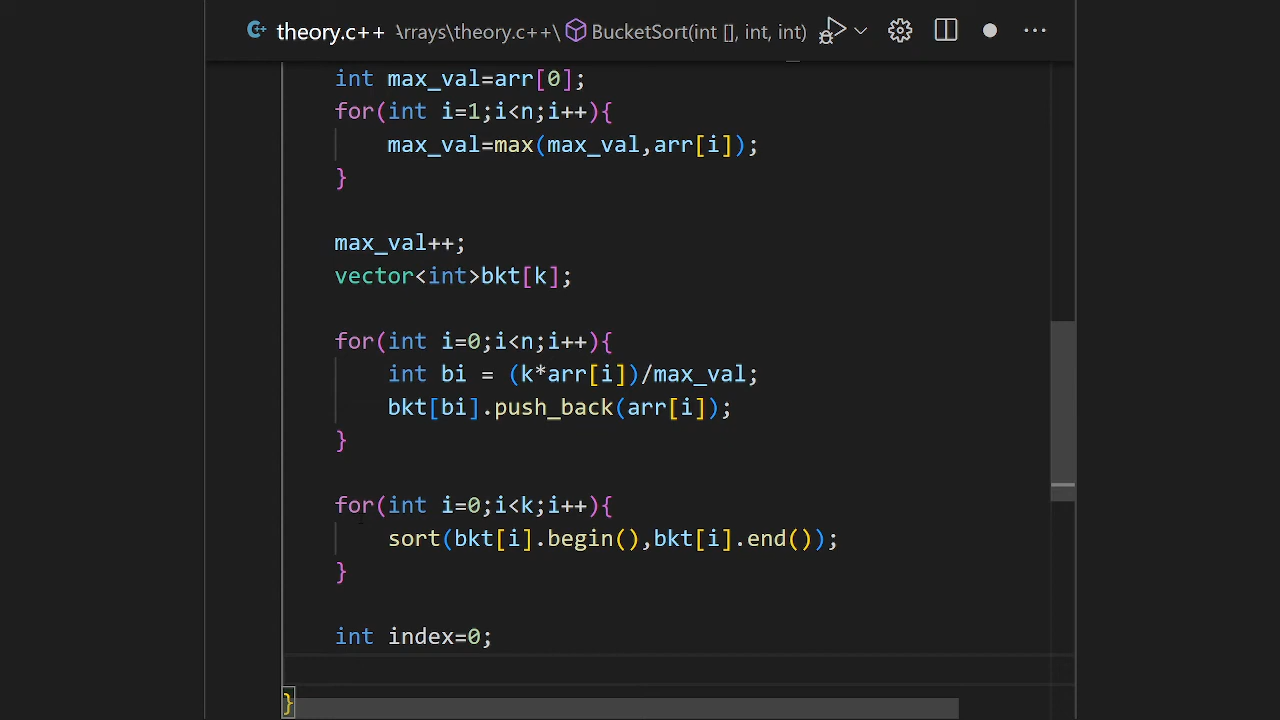 theory.c++ Arrays\theory.c++\ BucketSort(int [], int, int)
int max_val=arr[0];
for(int i=1;i<n;i++){
max_val=max(max_val,arr[i]);
}
max_val++;
vector<int>bkt[k];
for(int i=0;i<n;i++){
int bi = (k*arr[i])/max_val;
bkt[bi].push_back(arr[i]);
}
for(int i=0;i<k;i++){
sort(bkt[i].begin(),bkt[i].end());
}
int index=0;
}